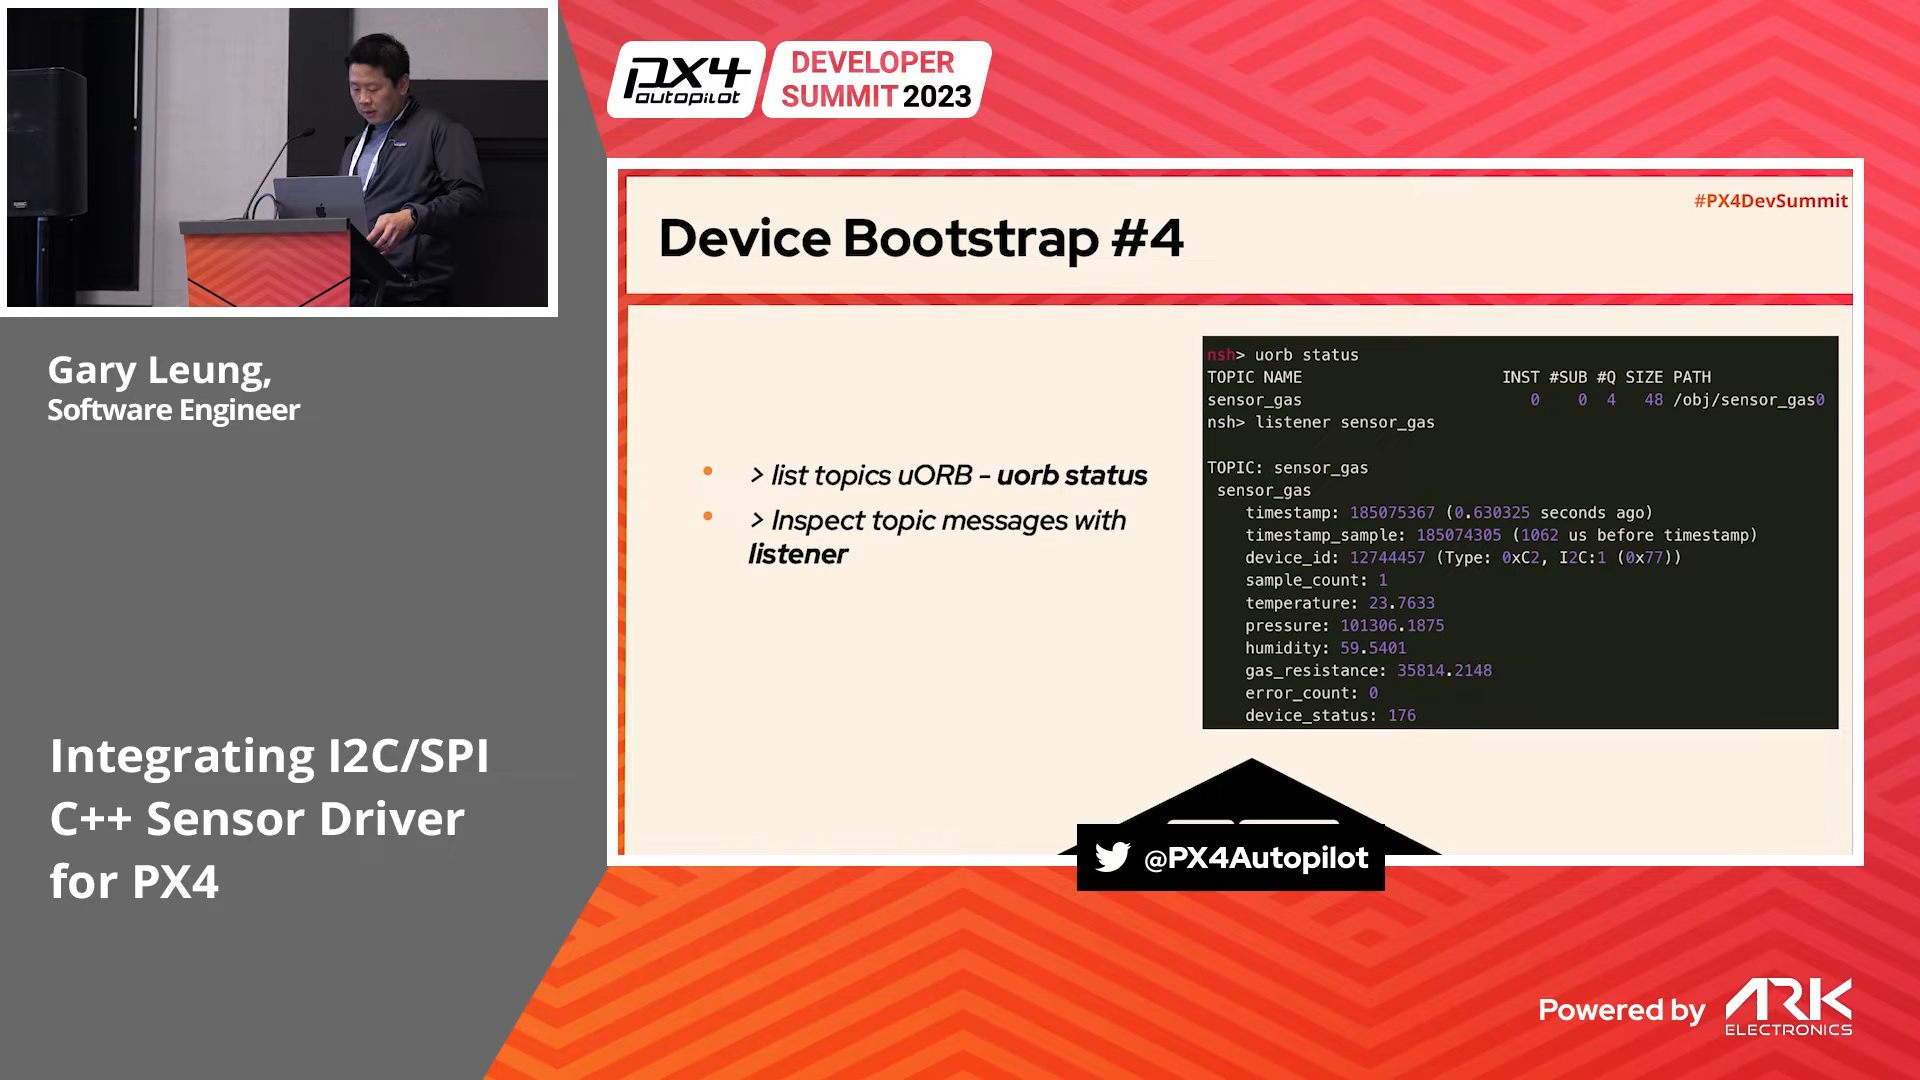 PX4
autopilot
DEVELOPER
SUMMIT 2023
#PX4DevSummit
Device Bootstrap #4
> list topics uORB - uorb status
> Inspect topic messages with
listener
nsh> uorb status
TOPIC NAME INST #SUB #Q SIZE PATH
sensor_gas 0 0 4 48 /obj/sensor_gas0
nsh> listener sensor_gas
TOPIC: sensor_gas
sensor_gas
timestamp: 185075367 (0.630325 seconds ago)
timestamp_sample: 185074305 (1062 us before timestamp)
device_id: 12744457 (Type: 0xC2, I2C:1 (0x77))
sample_count: 1
temperature: 23.7633
pressure: 101306.1875
humidity: 59.5401
gas_resistance: 35814.2148
error_count: 0
device_status: 176
@PX4Autopilot
Gary Leung,
Software Engineer
Integrating I2C/SPI
C++ Sensor Driver
for PX4
Powered by ARK
ELECTRONICS